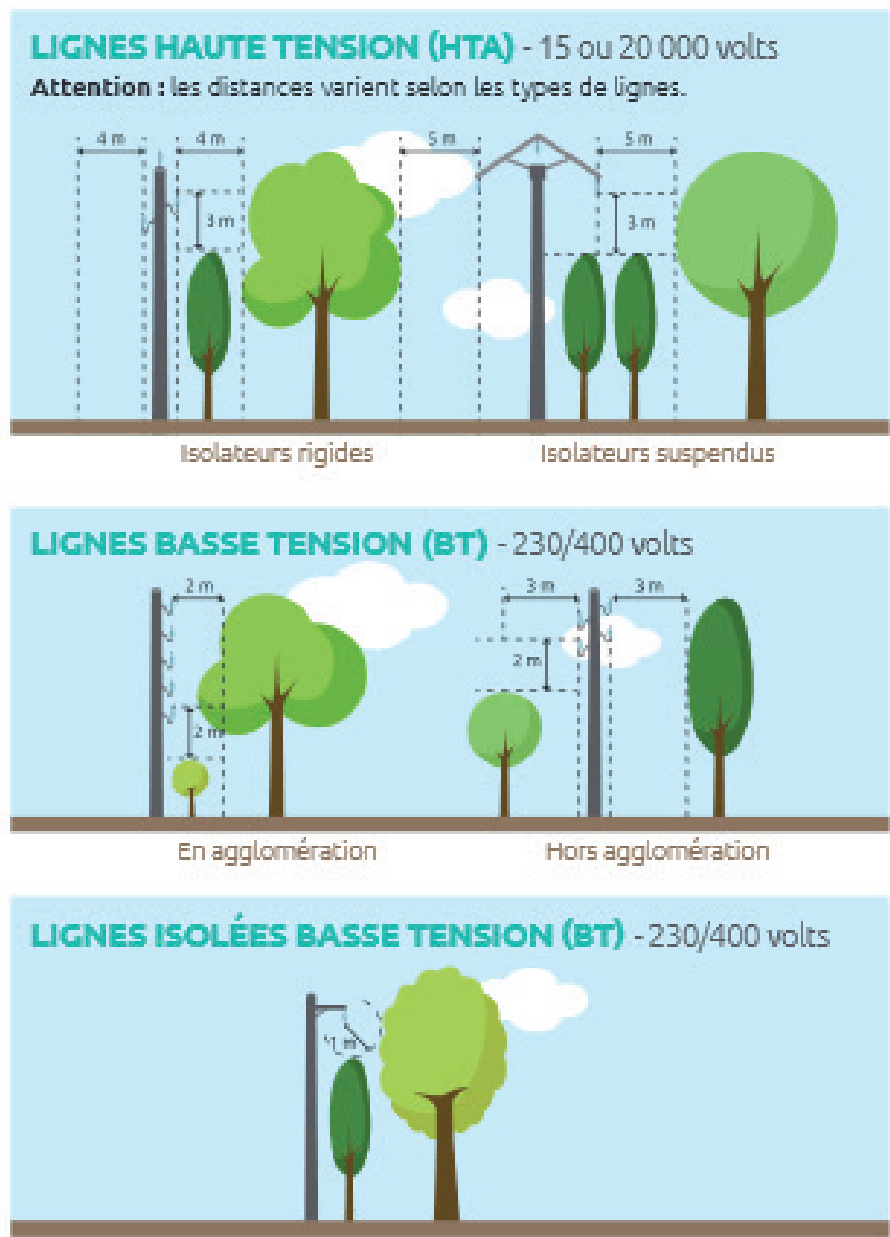 LIGNES HAUTE TENSION (HTA) - 15 ou 20 000 volts
Attention : les distances varient selon les types de lignes.
4 m 4 m 5 m 5 m
3 m 3 m
Isolateurs rigides Isolateurs suspendus
LIGNES BASSE TENSION (BT) - 230/400 volts
2 m 3 m 3 m
2 m
2 m
En agglomération Hors agglomération
LIGNES ISOLÉES BASSE TENSION (BT) - 230/400 volts
1 m